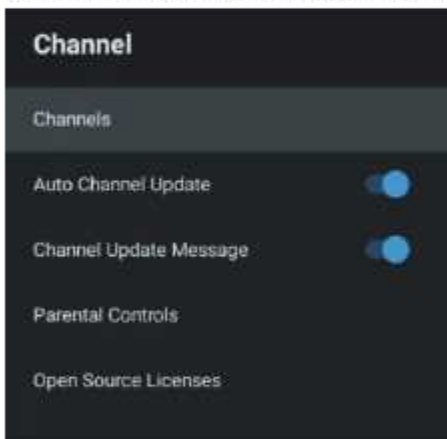 Channel
Channels
Auto Channel Update
Channel Update Message
Parental Controls
Open Source Licenses